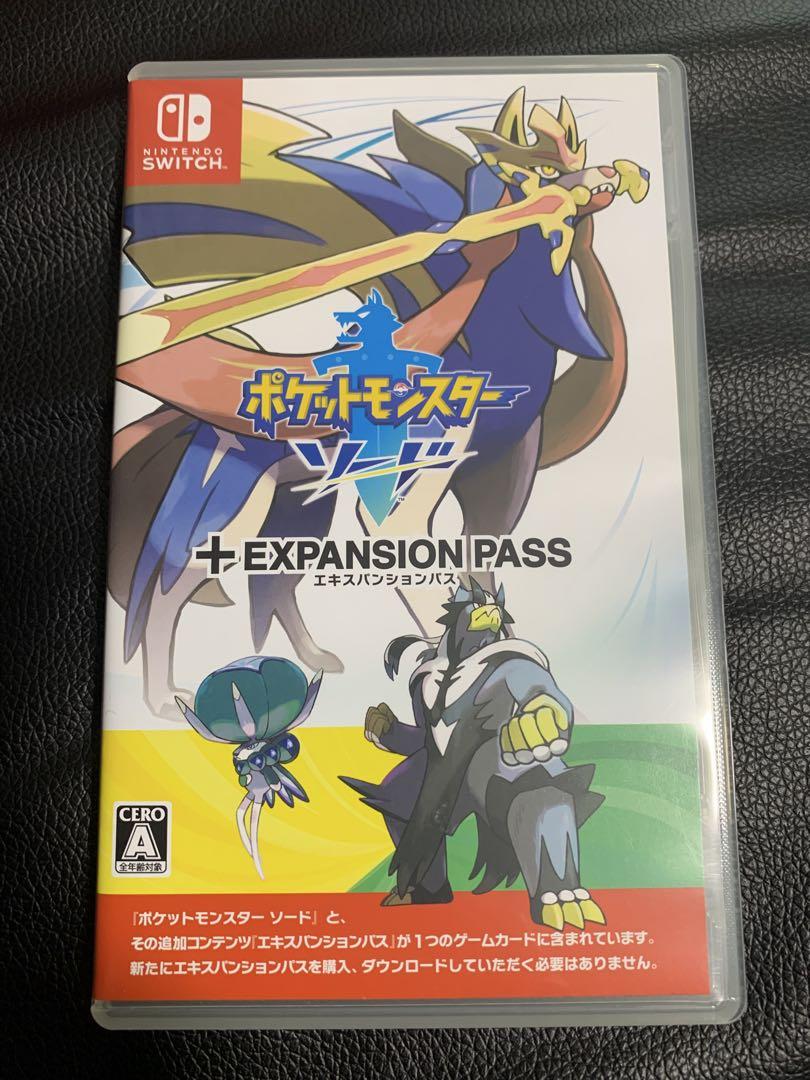 NINTENDO
SWITCH™
ポケットモンスター
ソード
™
+EXPANSION PASS
エキスパンションパス
CERO
A
全年齢対象
『ポケットモンスター ソード』と、
その追加コンテンツ『エキスパンションパス』が1つのゲームカードに含まれています。
新たにエキスパンションパスを購入、ダウンロードしていただく必要はありません。